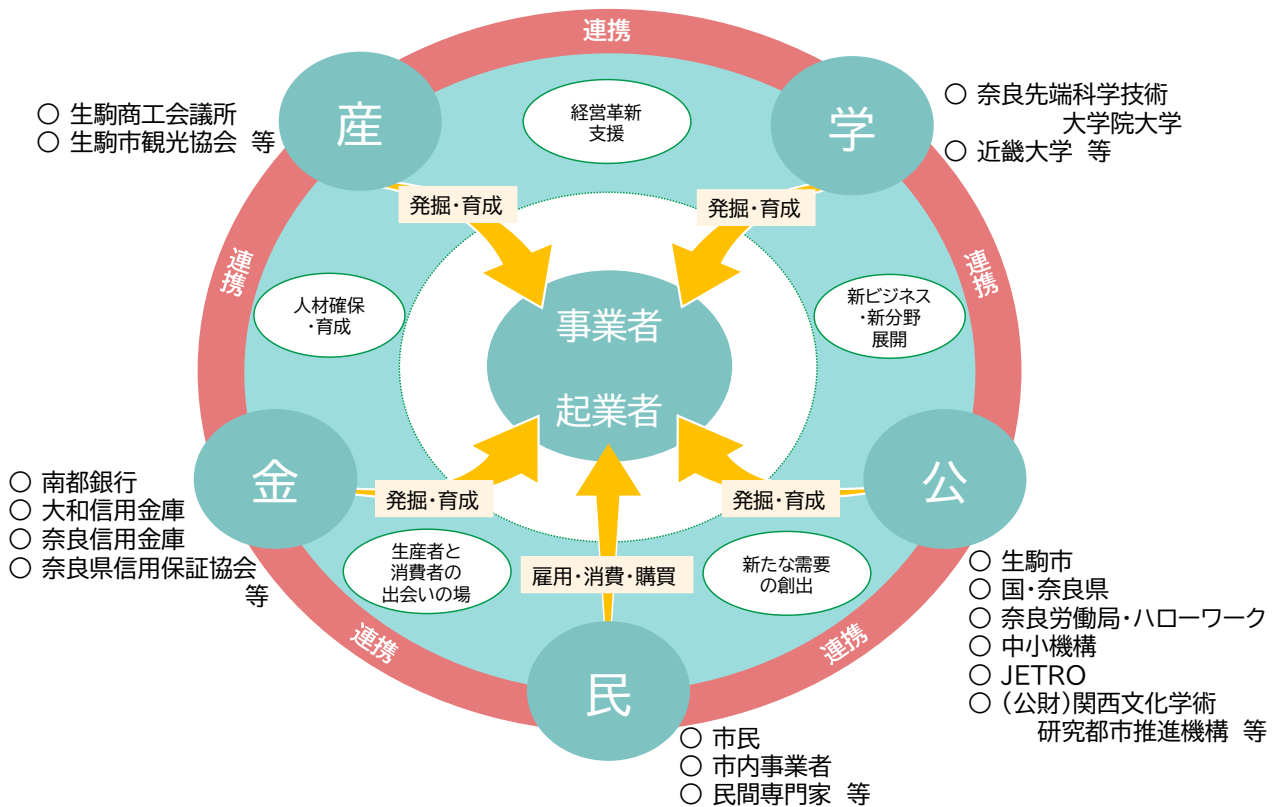 連携
産
○ 生駒商工会議所
○ 生駒市観光協会 等
経営革新
支援
学
○ 奈良先端科学技術
大学院大学
○ 近畿大学 等
発掘・育成
発掘・育成
連携
連携
人材確保
・育成
新ビジネス
・新分野
展開
事業者
起業者
金
○ 南都銀行
○ 大和信用金庫
○ 奈良信用金庫
○ 奈良県信用保証協会
等
発掘・育成
発掘・育成
公
○ 生駒市
○ 国・奈良県
○ 奈良労働局・ハローワーク
○ 中小機構
○ JETRO
○ (公財)関西文化学術
研究都市推進機構 等
生産者と
消費者の
出会いの場
雇用・消費・購買
新たな需要
の創出
連携
連携
民
○ 市民
○ 市内事業者
○ 民間専門家 等